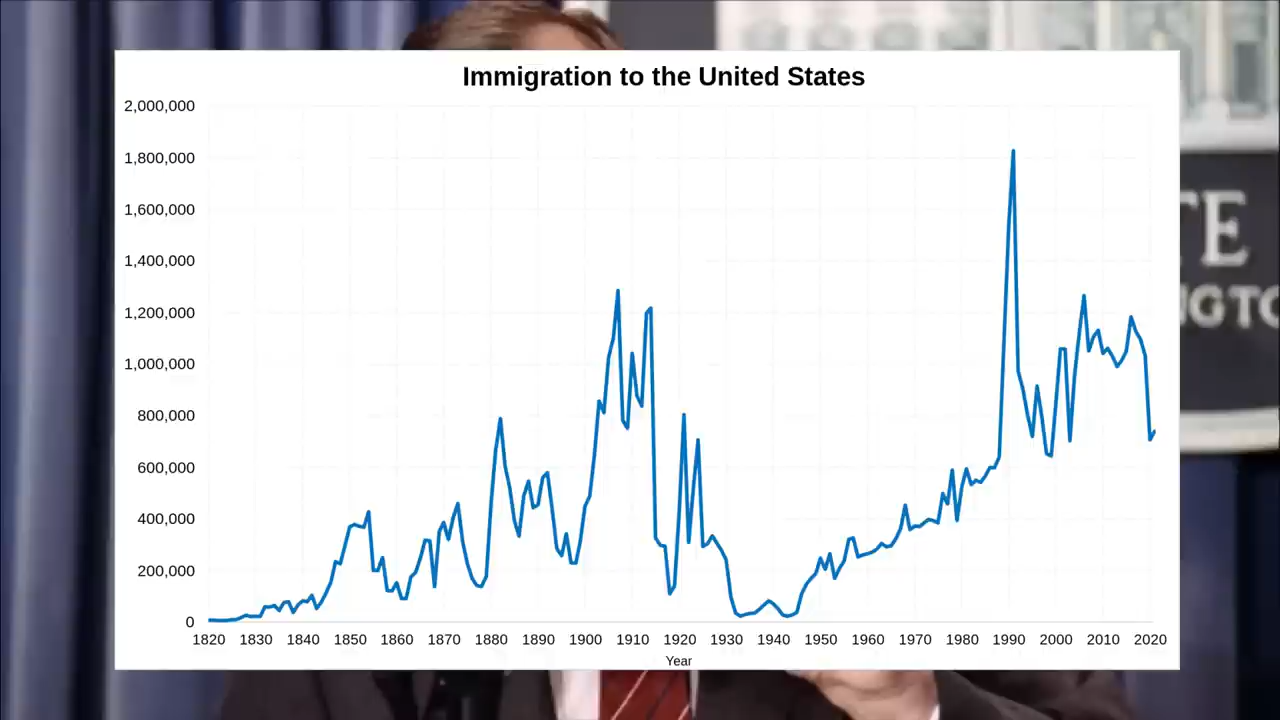 Immigration to the United States
2,000,000
1,800,000
1,600,000
1,400,000
1,200,000
1,000,000
800,000
600,000
400,000
200,000
0
1820 1830 1840 1850 1860 1870 1880 1890 1900 1910 1920 1930 1940 1950 1960 1970 1980 1990 2000 2010 2020
Year
TE
NGTO